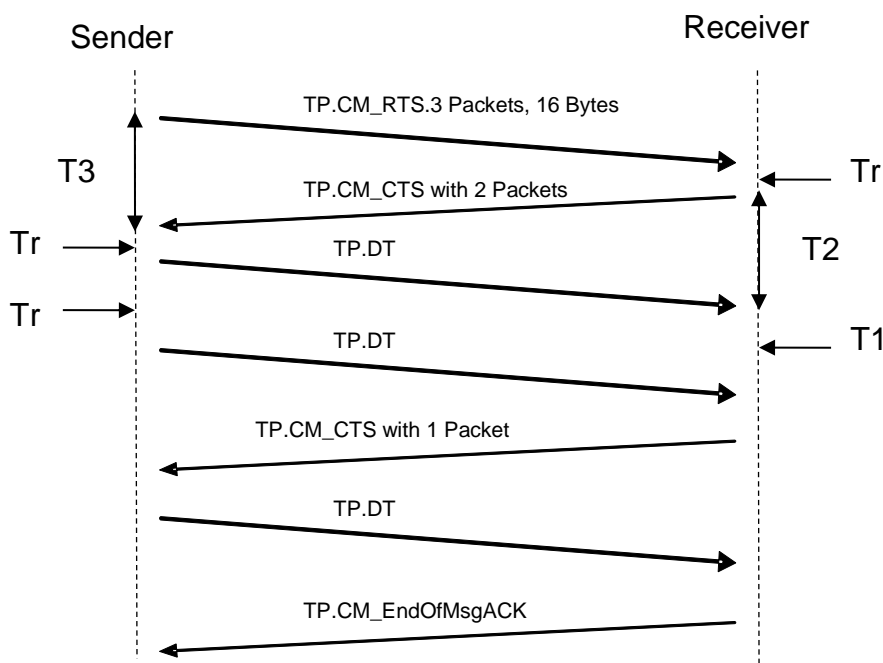 Sender
Receiver
TP.CM_RTS.3 Packets, 16 Bytes
T3
Tr
TP.CM_CTS with 2 Packets
Tr
TP.DT
T2
Tr
TP.DT
T1
TP.CM_CTS with 1 Packet
TP.DT
TP.CM_EndOfMsgACK